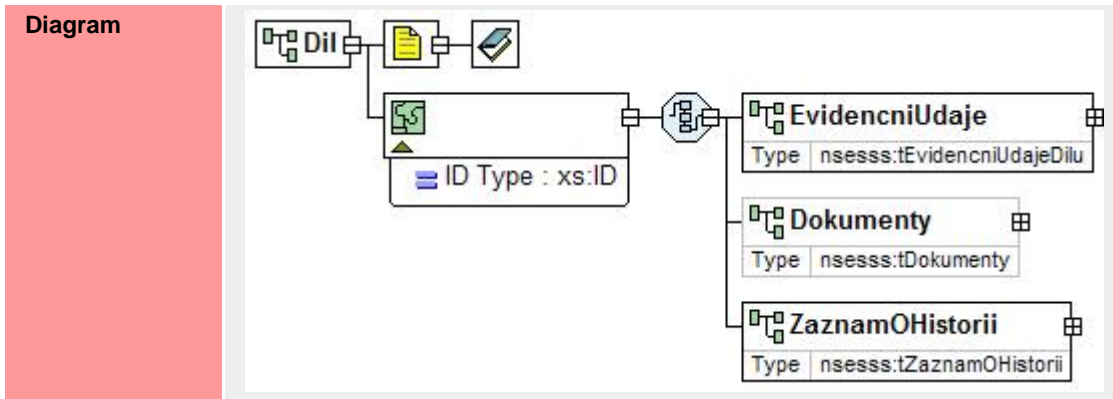 Diagram
Dil
ID Type : xs:ID
EvidencniUdaje
Type nsesss:tEvidencniUdajeDilu
Dokumenty
Type nsesss:tDokumenty
ZaznamOHistorii
Type nsesss:tZaznamOHistorii